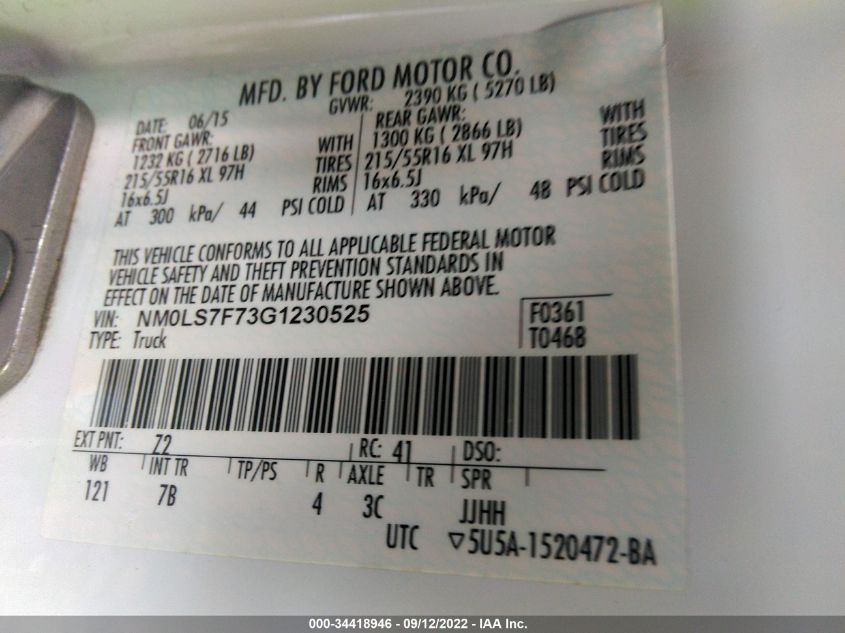 MFD. BY FORD MOTOR CO.
DATE: 06/15 GVWR: 2390 KG ( 5270 LB)
FRONT GAWR: REAR GAWR:
1232 KG ( 2716 LB) WITH 1300 KG ( 2866 LB) WITH
215/55R16 XL 97H TIRES 215/55R16 XL 97H TIRES
16x6.5J RIMS 16x6.5J RIMS
AT 300 kPa/ 44 PSI COLD AT 330 kPa/ 48 PSI COLD
THIS VEHICLE CONFORMS TO ALL APPLICABLE FEDERAL MOTOR
VEHICLE SAFETY AND THEFT PREVENTION STANDARDS IN
EFFECT ON THE DATE OF MANUFACTURE SHOWN ABOVE.
VIN: NM0LS7F73G1230525 F0361
TYPE: Truck T0468
EXT PNT: Z2 RC: 41 DSO:
WB INT TR TP/PS R AXLE TR SPR
121 7B 4 3C JJHH
UTC ▽5U5A-1520472-BA
000-34418946 - 09/12/2022 - IAA Inc.